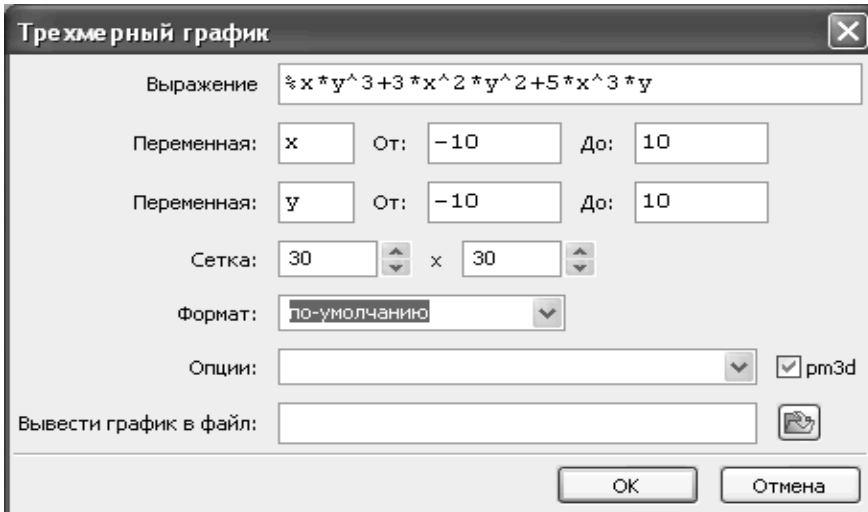 Трехмерный график
Выражение %x*y^3+3*x^2*y^2+5*x^3*y
Переменная: x От: -10 До: 10
Переменная: y От: -10 До: 10
Сетка: 30 x 30
Формат: по-умолчанию
Опции: pm3d
Вывести график в файл:
OK Отмена